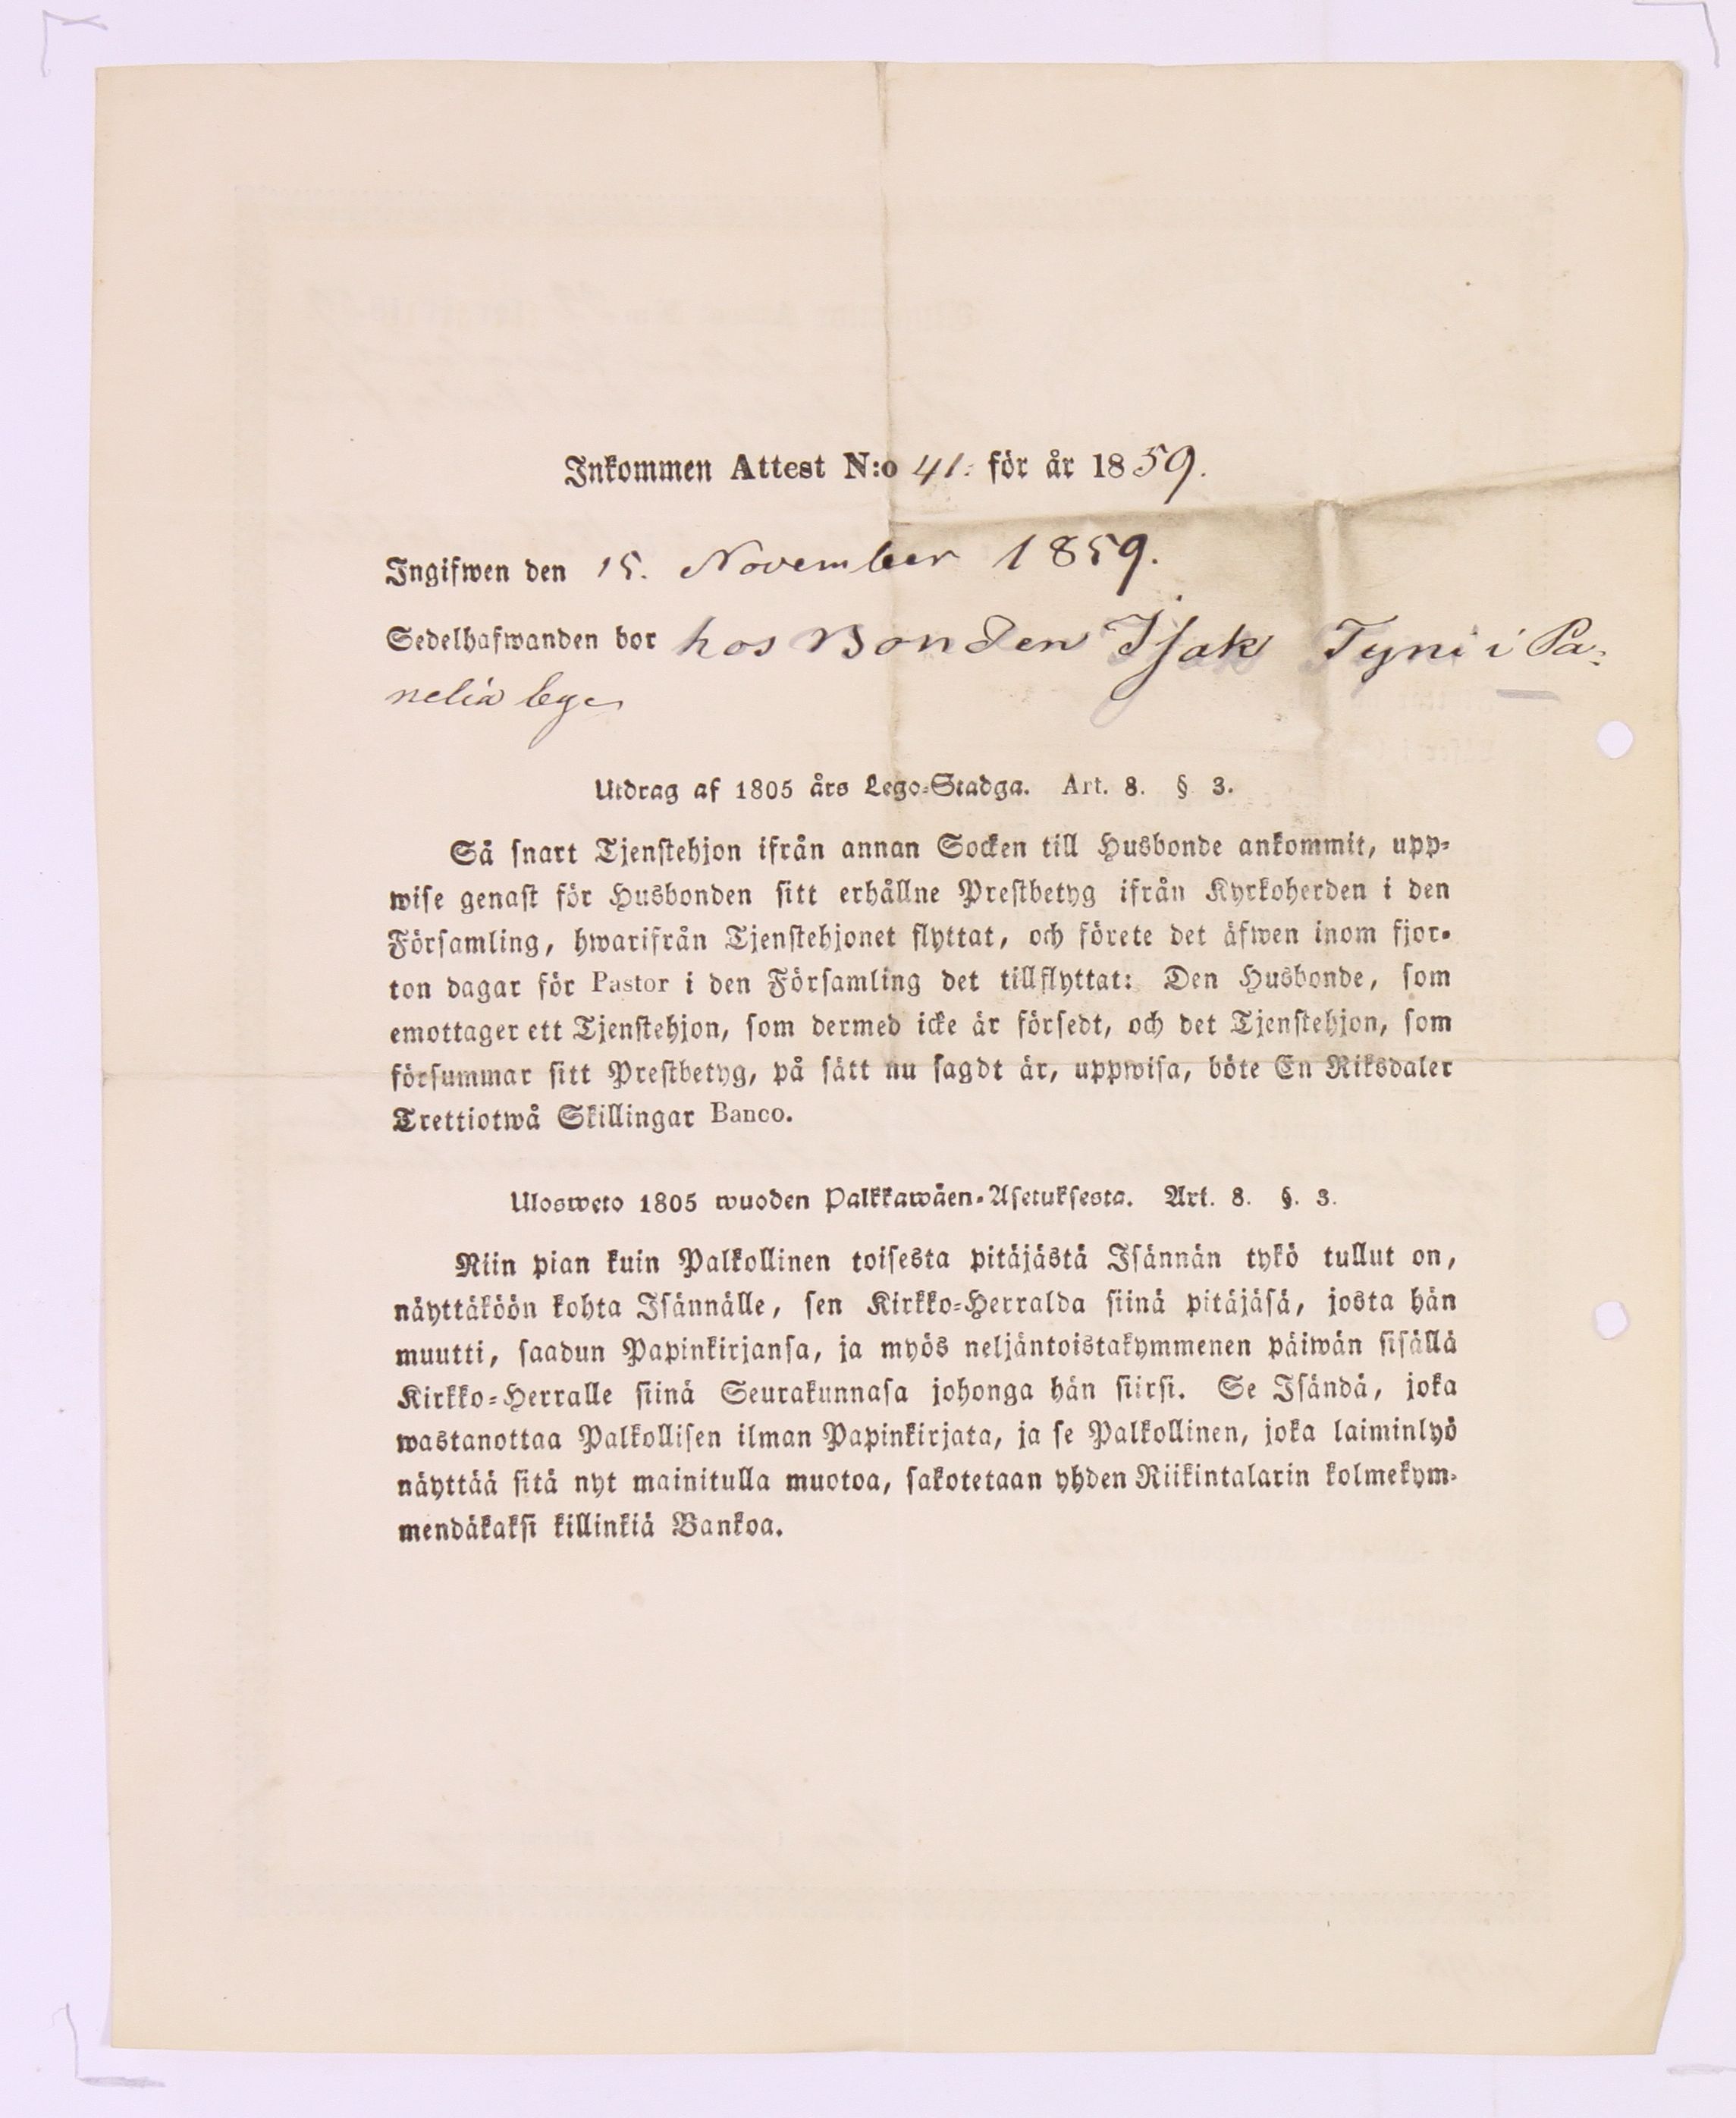 Inkommen Attest N:o 41. för år 1859.
Ingifwen den 15. November 1859.
Sedelhafwanden bor hos Bonden Isak Tyni i Pa-
nelia by
Utdrag af 1805 års Lego-Stadga. Art. 8. § 3.
Så snart Tjenstehjon ifrån annan Socken till Husbonde ankommit, upp-
wise genast för Husbonden sitt erhållne Prestbetyg ifrån Kyrkoherden i den
Församling, hwarifrån Tjenstehjonet flyttat, och förete det äfwen inom fjor-
ton dagar för Pastor i den Församling det tillflyttat: Den Husbonde, som
emottager ett Tjenstehjon, som dermed icke är försedt, och det Tjenstehjon, som
försummar sitt Prestbetyg, på sätt nu sagdt är, uppwisa, böte En Riksdaler
Trettiotwå Skillingar Banco.
Ulosweto 1805 wuoden Palkkawäen-Asetuksesta. Art. 8. §. 3.
Niin pian kuin Palkollinen toisesta pitäjästä Isännän tykö tullut on,
näyttäköön kohta Isännälle, sen Kirkko-Herralda siinä pitäjäsä, josta hän
muutti, saadun Papinkirjansa, ja myös neljäntoistakymmenen päiwän sisällä
Kirkko-Herralle siinä Seurakunnasa johonga hän siirsi. Se Isändä, joka
wastanottaa Palkollisen ilman Papinkirjata, ja se Palkollinen, joka laiminlyö
näyttää sitä nyt mainitulla muotoa, sakotetaan yhden Riikintalarin kolmekym-
mendäkaksi killinkiä Bankoa.